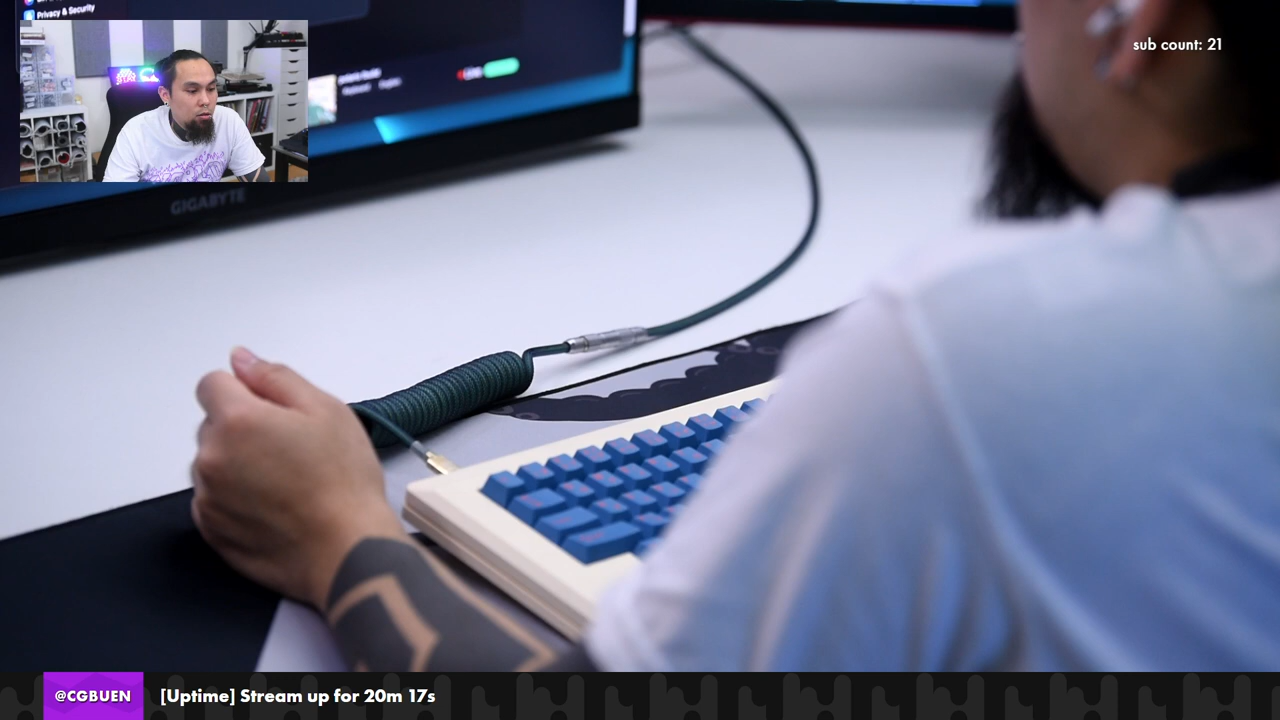 Privacy & Security
sub count: 21
GIGABYTE
@CGBUEN
[Uptime] Stream up for 20m 17s